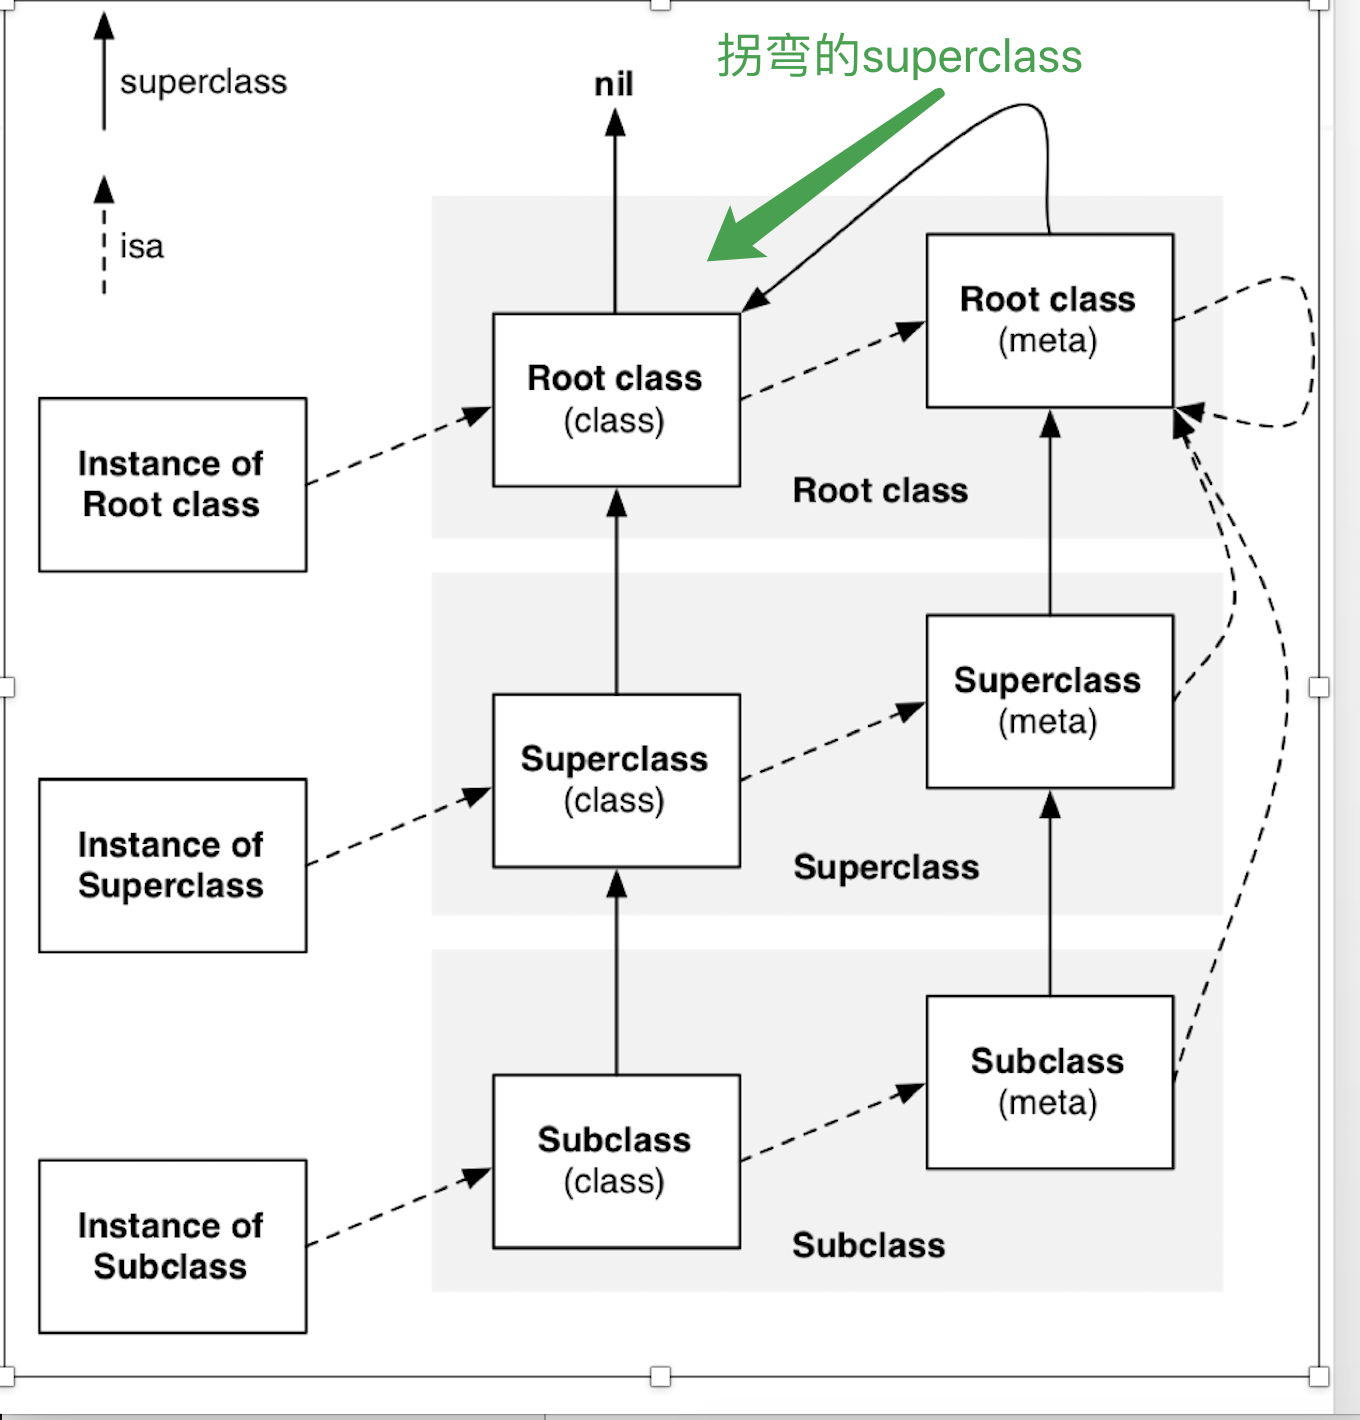 拐弯的superclass
superclass
nil
isa
Root class
(meta)
Root class
(class)
Instance of
Root class
Root class
Superclass
(meta)
Superclass
(class)
Instance of
Superclass
Superclass
Subclass
(meta)
Subclass
(class)
Instance of
Subclass
Subclass